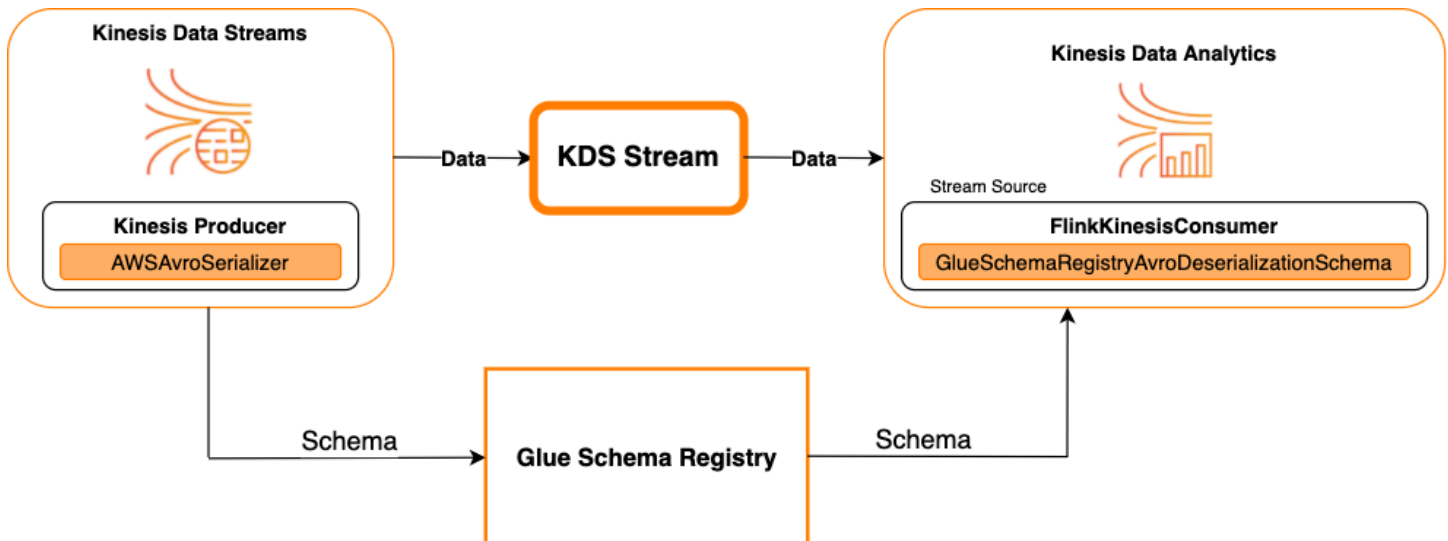 Kinesis Data Streams
Kinesis Producer
AWSAvroSerializer
Data
KDS Stream
Data
Kinesis Data Analytics
Stream Source
FlinkKinesisConsumer
GlueSchemaRegistryAvroDeserializationSchema
Schema
Glue Schema Registry
Schema